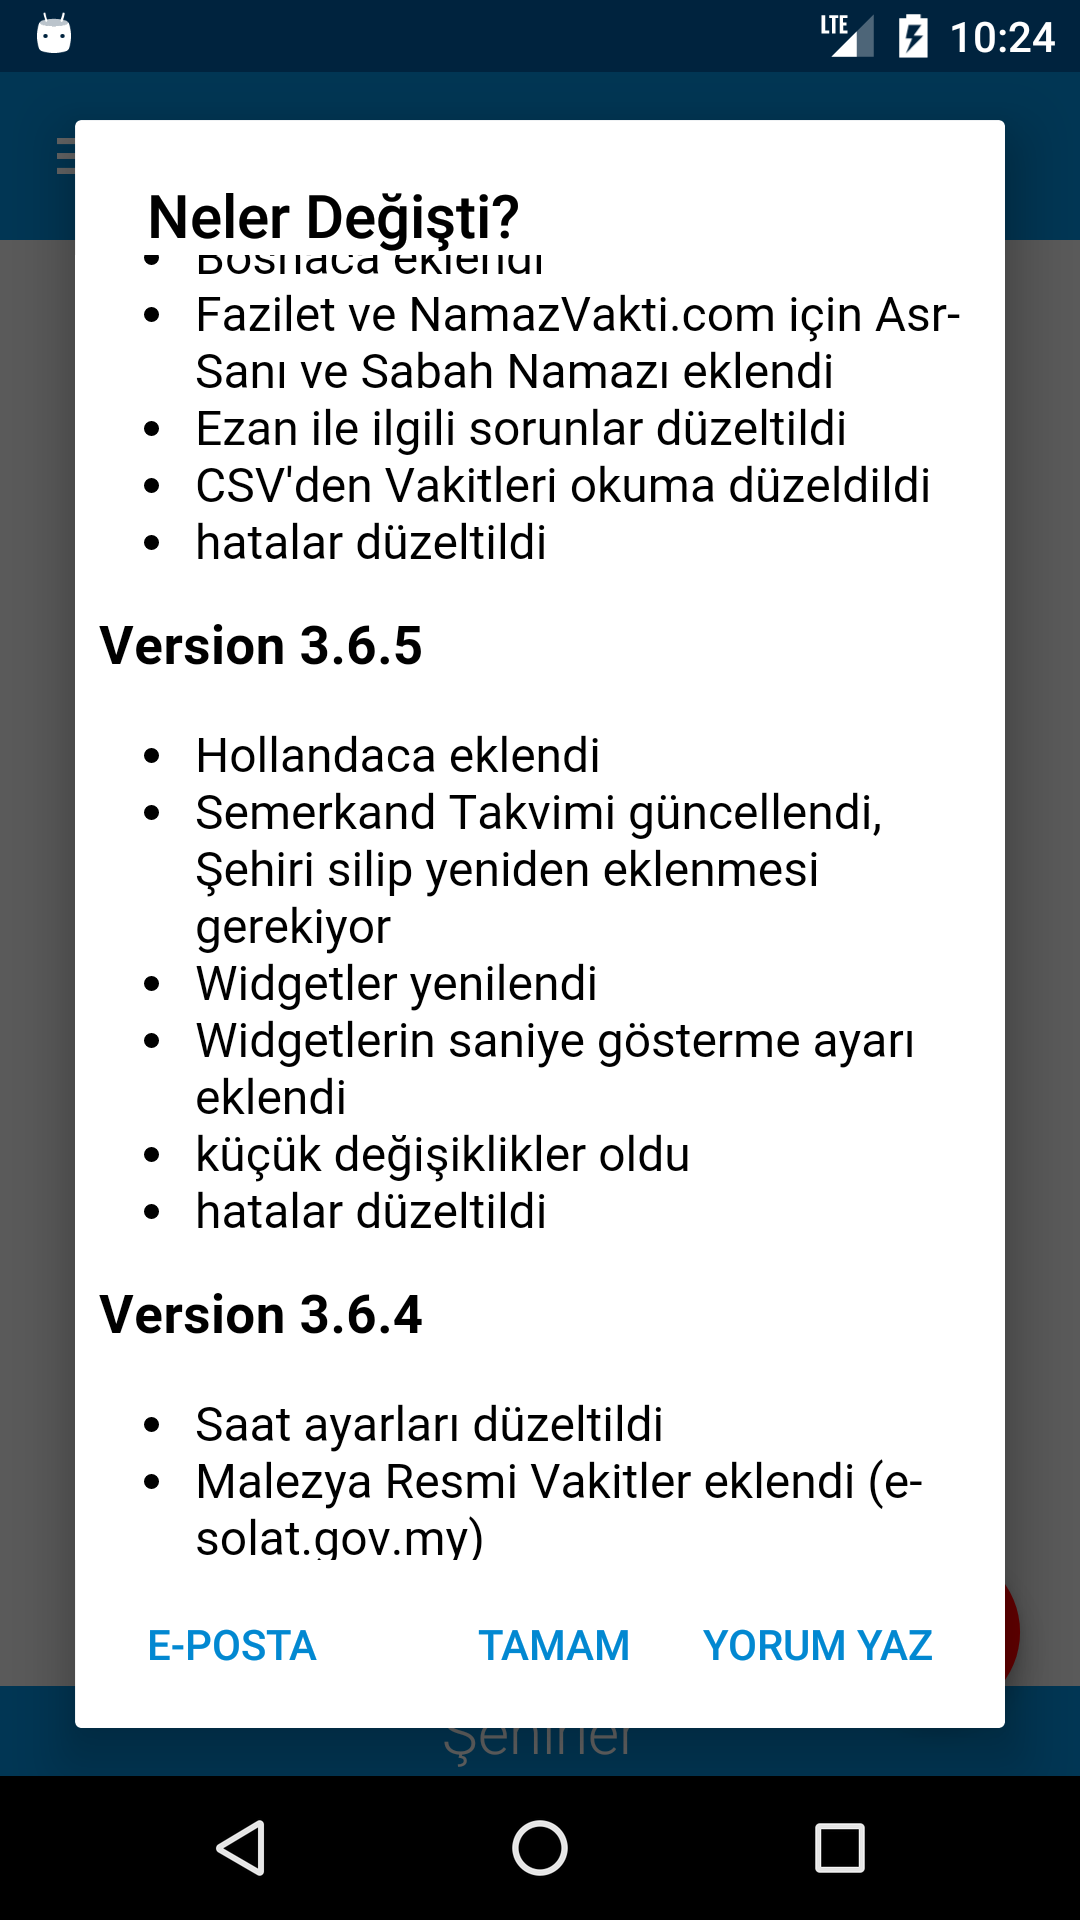 LTE 10:24
Neler Değişti?
Bosnaca eklendi
Fazilet ve NamazVakti.com için Asr-
Sanı ve Sabah Namazı eklendi
Ezan ile ilgili sorunlar düzeltildi
CSV'den Vakitleri okuma düzeldildi
hatalar düzeltildi
Version 3.6.5
Hollandaca eklendi
Semerkand Takvimi güncellendi,
Şehiri silip yeniden eklenmesi
gerekiyor
Widgetler yenilendi
Widgetlerin saniye gösterme ayarı
eklendi
küçük değişiklikler oldu
hatalar düzeltildi
Version 3.6.4
Saat ayarları düzeltildi
Malezya Resmi Vakitler eklendi (e-
solat.gov.my)
E-POSTA TAMAM YORUM YAZ
Şehirler